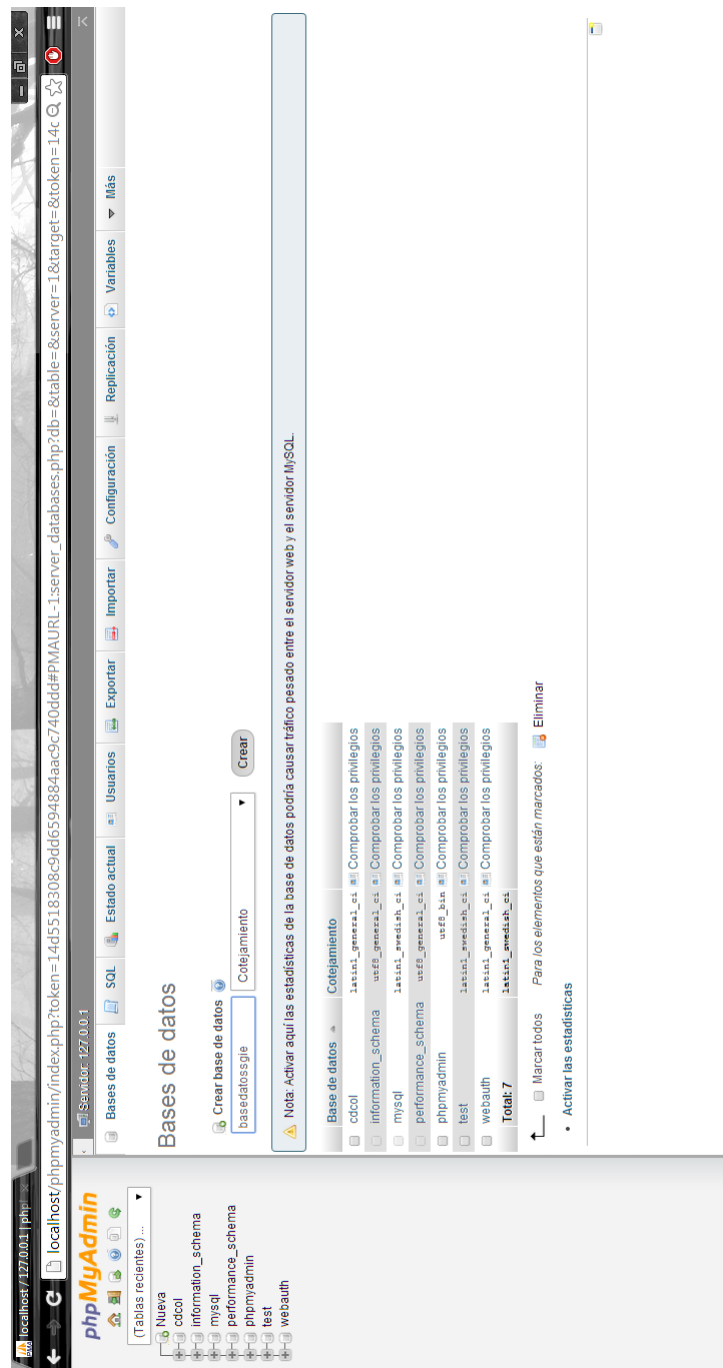 localhost / 127.0.0.1 | php
localhost/phpmyadmin/index.php?token=14d5518308c9dd6594884aac9c740ddd#PMAURL-1:server_databases.php?db=&table=&server=1&target=&token=14c
phpMyAdmin
(Tablas recientes) ...
Nueva
cdcol
information_schema
mysql
performance_schema
phpmyadmin
test
webauth
Servidor: 127.0.0.1
Bases de datos SQL Estado actual Usuarios Exportar Importar Configuración Replicación Variables Más
Bases de datos
Crear base de datos
basedatossgie Cotejamiento Crear
Nota: Activar aquí las estadísticas de la base de datos podría causar tráfico pesado entre el servidor web y el servidor MySQL.
Base de datos Cotejamiento
cdcol latin1_general_ci Comprobar los privilegios
information_schema utf8_general_ci Comprobar los privilegios
mysql latin1_swedish_ci Comprobar los privilegios
performance_schema utf8_general_ci Comprobar los privilegios
phpmyadmin utf8_bin Comprobar los privilegios
test latin1_swedish_ci Comprobar los privilegios
webauth latin1_general_ci Comprobar los privilegios
Total: 7 latin1_swedish_ci
Marcar todos Para los elementos que están marcados: Eliminar
Activar las estadísticas